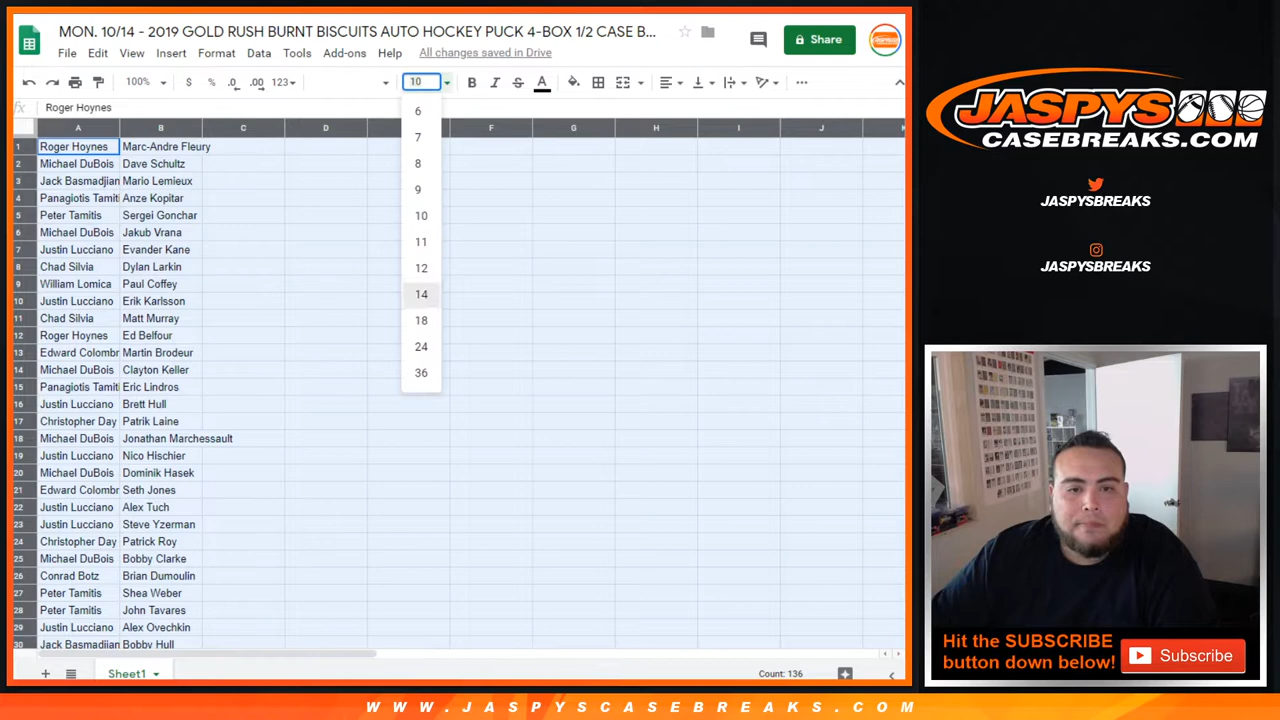 MON. 10/14 - 2019 GOLD RUSH BURNT BISCUITS AUTO HOCKEY PUCK 4-BOX 1/2 CASE B...
Share
File Edit View Insert Format Data Tools Add-ons Help All changes saved in Drive
100% $ % .0 .00 123 10 B I S A ...
fx Roger Hoynes
A B C D F G H I J K
1 Roger Hoynes Marc-Andre Fleury
2 Michael DuBois Dave Schultz
3 Jack Basmadjian Mario Lemieux
4 Panagiotis Tamiti Anze Kopitar
5 Peter Tamitis Sergei Gonchar
6 Michael DuBois Jakub Vrana
7 Justin Lucciano Evander Kane
8 Chad Silvia Dylan Larkin
9 William Lomica Paul Coffey
10 Justin Lucciano Erik Karlsson
11 Chad Silvia Matt Murray
12 Roger Hoynes Ed Belfour
13 Edward Colombr Martin Brodeur
14 Michael DuBois Clayton Keller
15 Panagiotis Tamiti Eric Lindros
16 Justin Lucciano Brett Hull
17 Christopher Day Patrik Laine
18 Michael DuBois Jonathan Marchessault
19 Justin Lucciano Nico Hischier
20 Michael DuBois Dominik Hasek
21 Edward Colombr Seth Jones
22 Justin Lucciano Alex Tuch
23 Justin Lucciano Steve Yzerman
24 Christopher Day Patrick Roy
25 Michael DuBois Bobby Clarke
26 Conrad Botz Brian Dumoulin
27 Peter Tamitis Shea Weber
28 Peter Tamitis John Tavares
29 Justin Lucciano Alex Ovechkin
30 Jack Basmadjian Bobby Hull
6
7
8
9
10
11
12
14
18
24
36
Sheet1
Count: 136
JASPYS
CASEBREAKS.COM
JASPYSBREAKS
JASPYSBREAKS
Hit the SUBSCRIBE
button down below!
Subscribe
WWW.JASPYSCASEBREAKS.COM